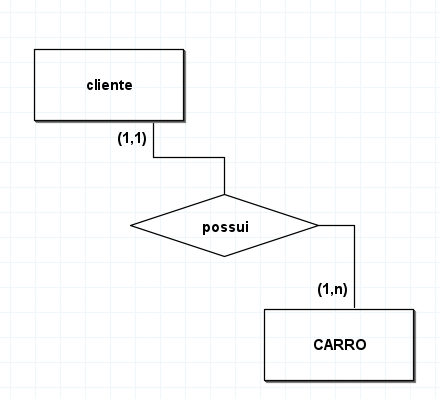 cliente
(1,1)
possui
(1,n)
CARRO